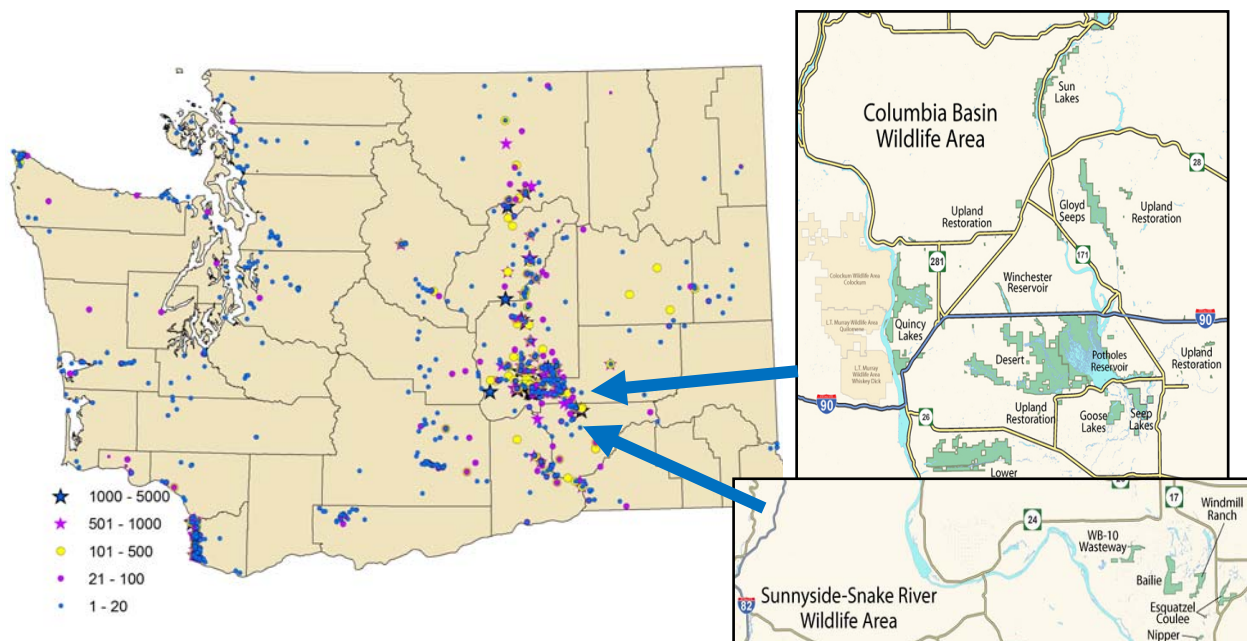 1000 - 5000
501 - 1000
101 - 500
21 - 100
1 - 20
Columbia Basin
Wildlife Area
Sun
Lakes
28
Gloyd
Seeps
Upland
Restoration
Upland
Restoration
281
171
Winchester
Reservoir
Colockum Wildlife Area
Colockum
L.T. Murray Wildlife Area
Quilomene
L.T. Murray
Wildlife Area
Whiskey Dick
Quincy
Lakes
90
Desert
Potholes
Reservoir
Upland
Restoration
90
26
Upland
Restoration
Goose
Lakes
Seep
Lakes
Lower
17
Windmill
Ranch
24
WB-10
Wasteway
Bailie
82
Sunnyside-Snake River
Wildlife Area
Esquatzel
Coulee
Nipper